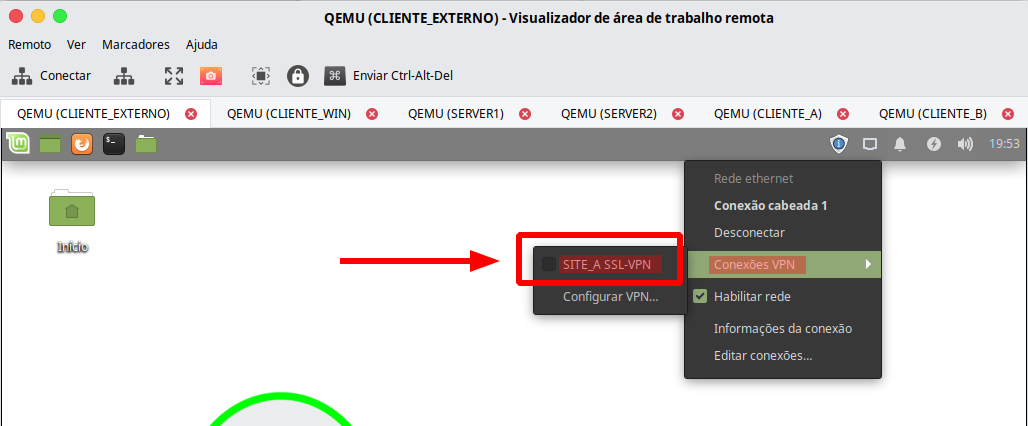 QEMU (CLIENTE_EXTERNO) - Visualizador de área de trabalho remota
Remoto Ver Marcadores Ajuda
Conectar Enviar Ctrl-Alt-Del
QEMU (CLIENTE_EXTERNO) QEMU (CLIENTE_WIN) QEMU (SERVER1) QEMU (SERVER2) QEMU (CLIENTE_A) QEMU (CLIENTE_B)
19:53
Rede ethernet
Conexão cabeada 1
Desconectar
Início
SITE_A SSL-VPN Conexões VPN
Configurar VPN... Habilitar rede
Informações da conexão
Editar conexões...